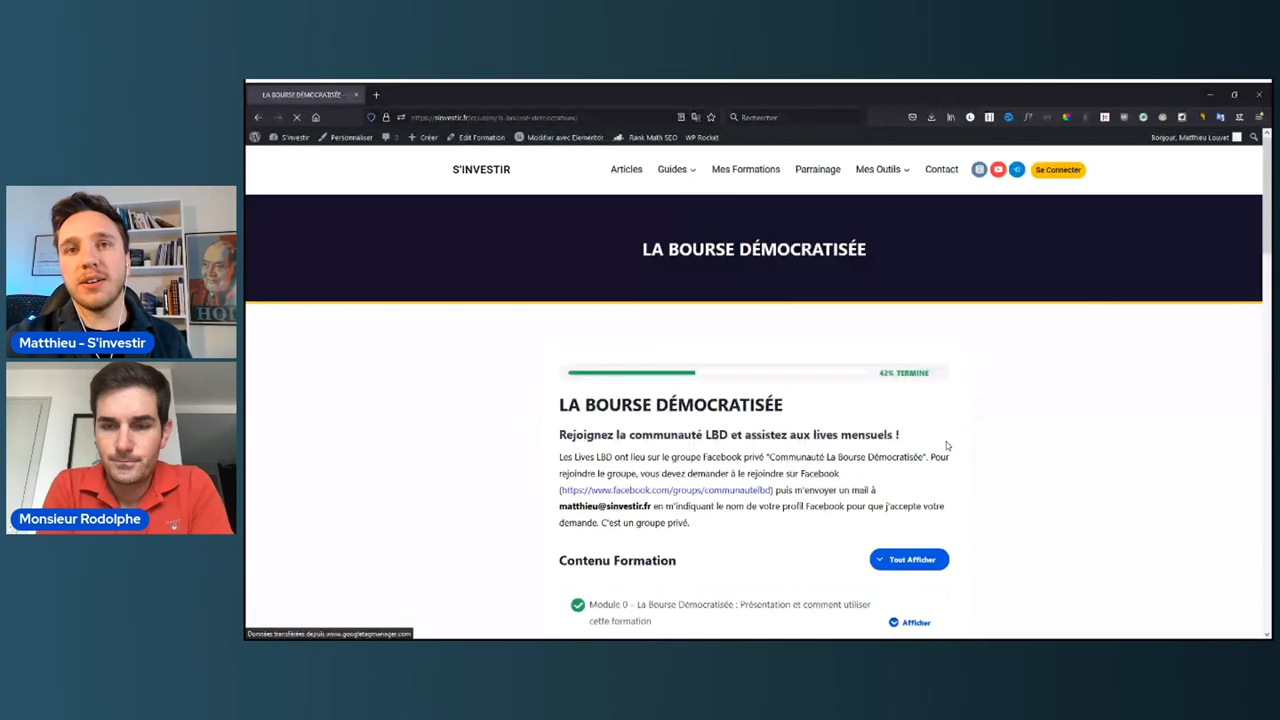 LA BOURSE DÉMOCRATISÉE –
Rechercher
S'investir
Personnaliser
Créer
Edit Formation
Modifier avec Elementor
Rank Math SEO
WP Rocket
Bonjour, Matthieu Louvet
S'INVESTIR
Articles
Guides
Mes Formations
Parrainage
Mes Outils
Contact
Se Connecter
LA BOURSE DÉMOCRATISÉE
HOL
Matthieu - S'investir
Monsieur Rodolphe
62% TERMINÉ
LA BOURSE DÉMOCRATISÉE
Rejoignez la communauté LBD et assistez aux lives mensuels !
Les Lives LBD ont lieu sur le groupe Facebook privé "Communauté La Bourse Démocratisée". Pour
rejoindre le groupe, vous devez demander à le rejoindre sur Facebook
(https://www.facebook.com/groups/communautelbd) puis m'envoyer un mail à
matthieu@sinvestir.fr en m'indiquant le nom de votre profil Facebook pour que j'accepte votre
demande. C'est un groupe privé.
Contenu Formation
Tout Afficher
Module 0 – La Bourse Démocratisée : Présentation et comment utiliser
cette formation
Afficher
Données transférées depuis www.googletagmanager.com